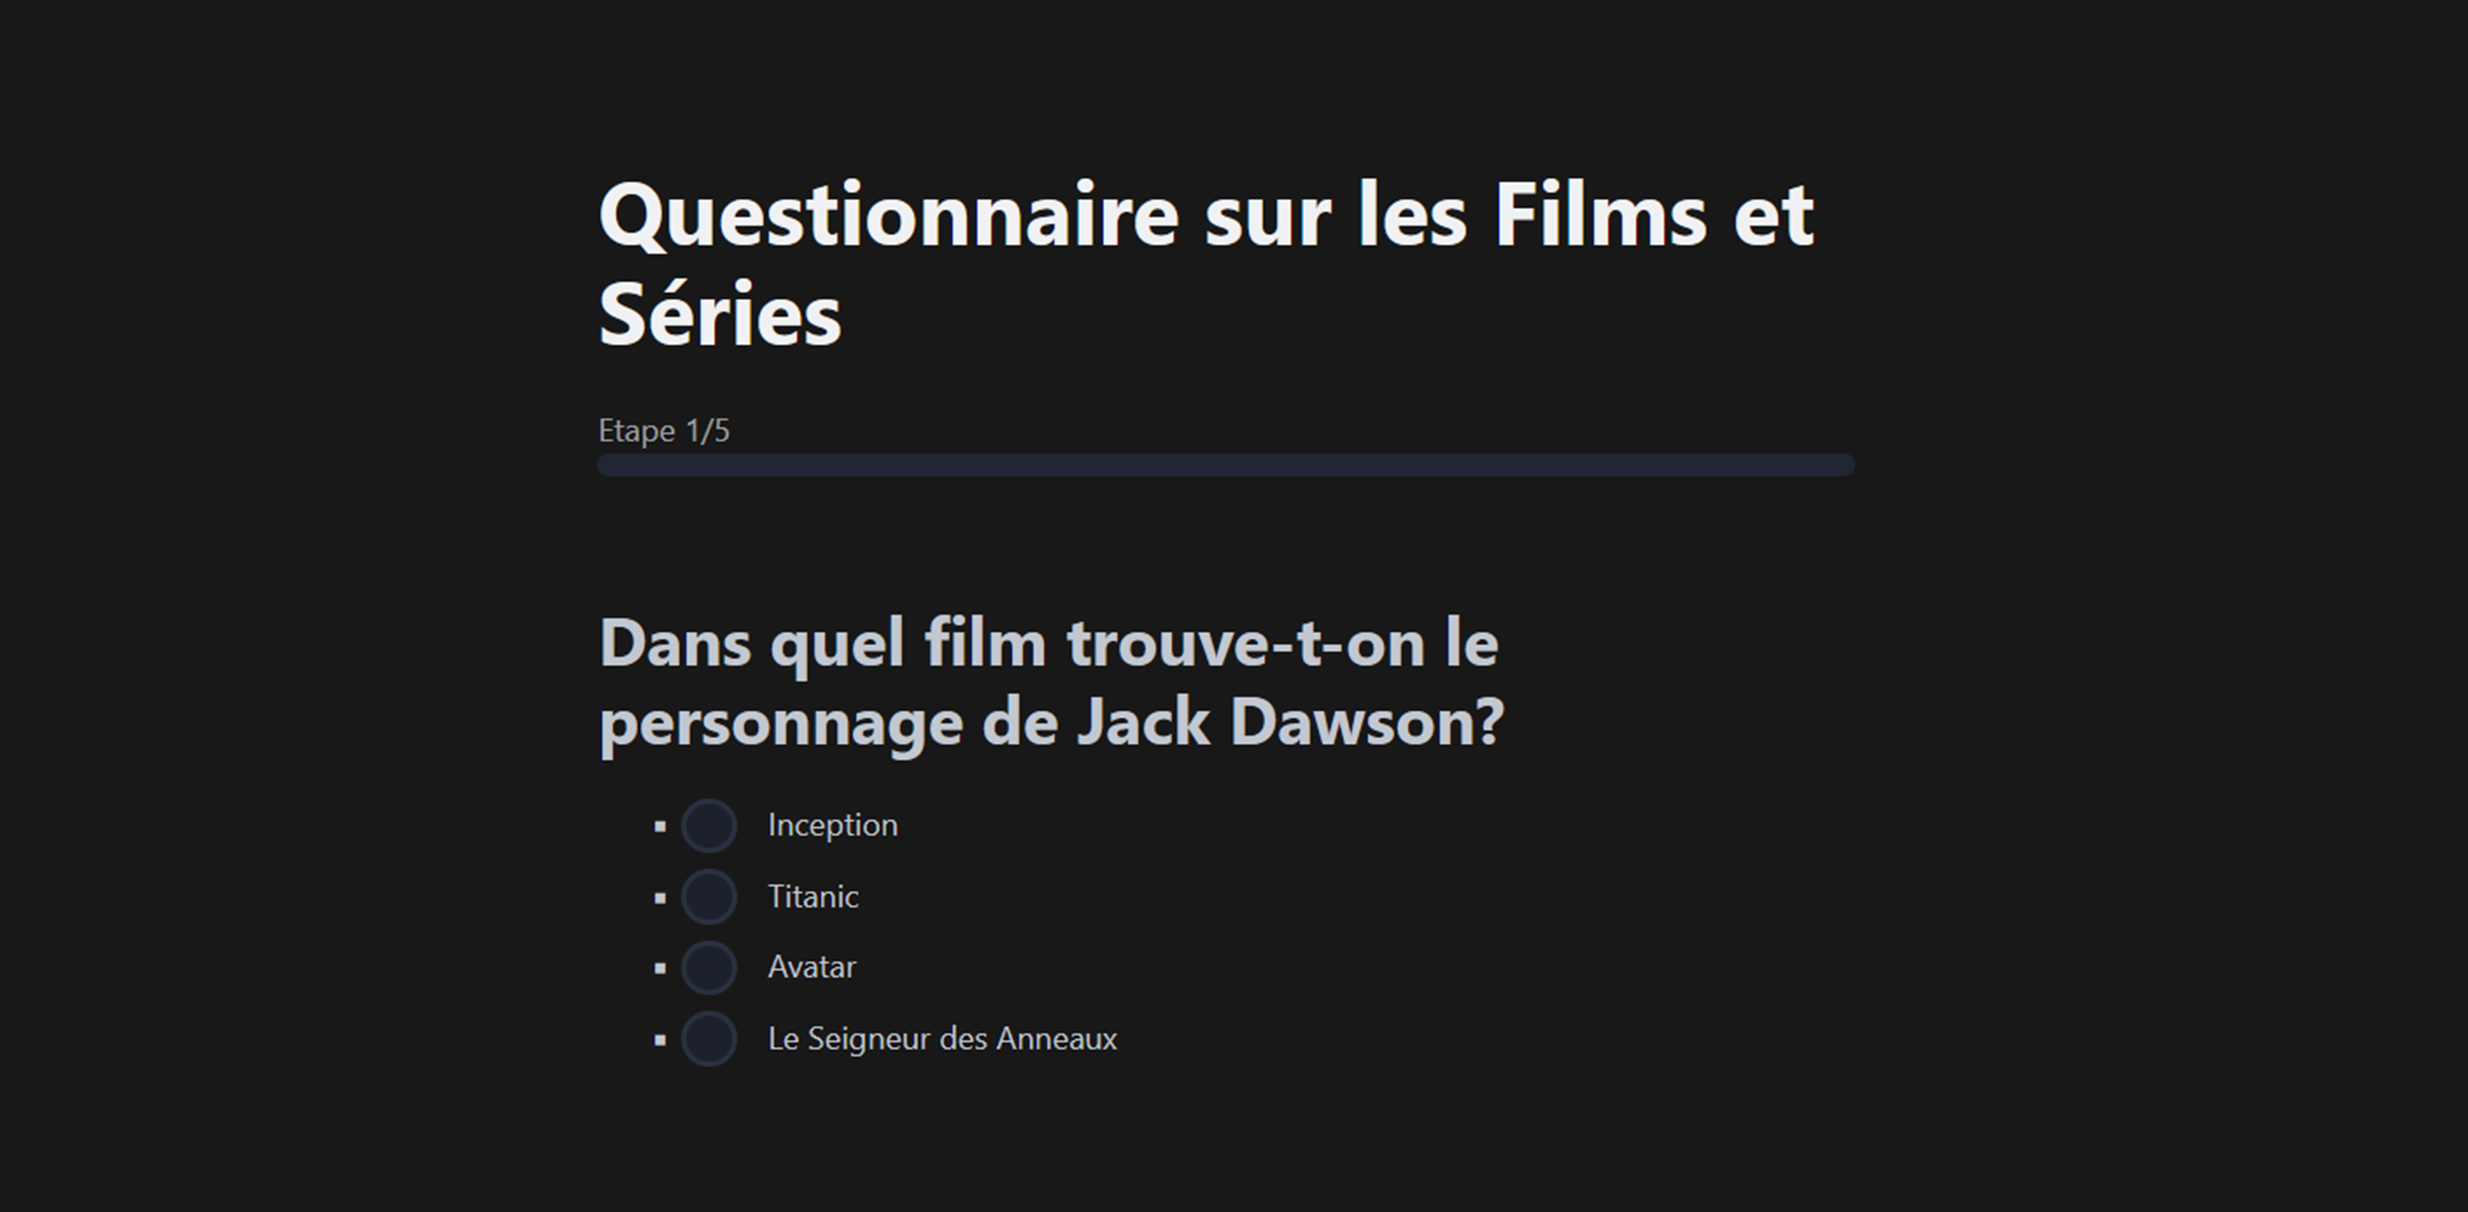 Questionnaire sur les Films et
Séries
Etape 1/5
Dans quel film trouve-t-on le
personnage de Jack Dawson?
Inception
Titanic
Avatar
Le Seigneur des Anneaux